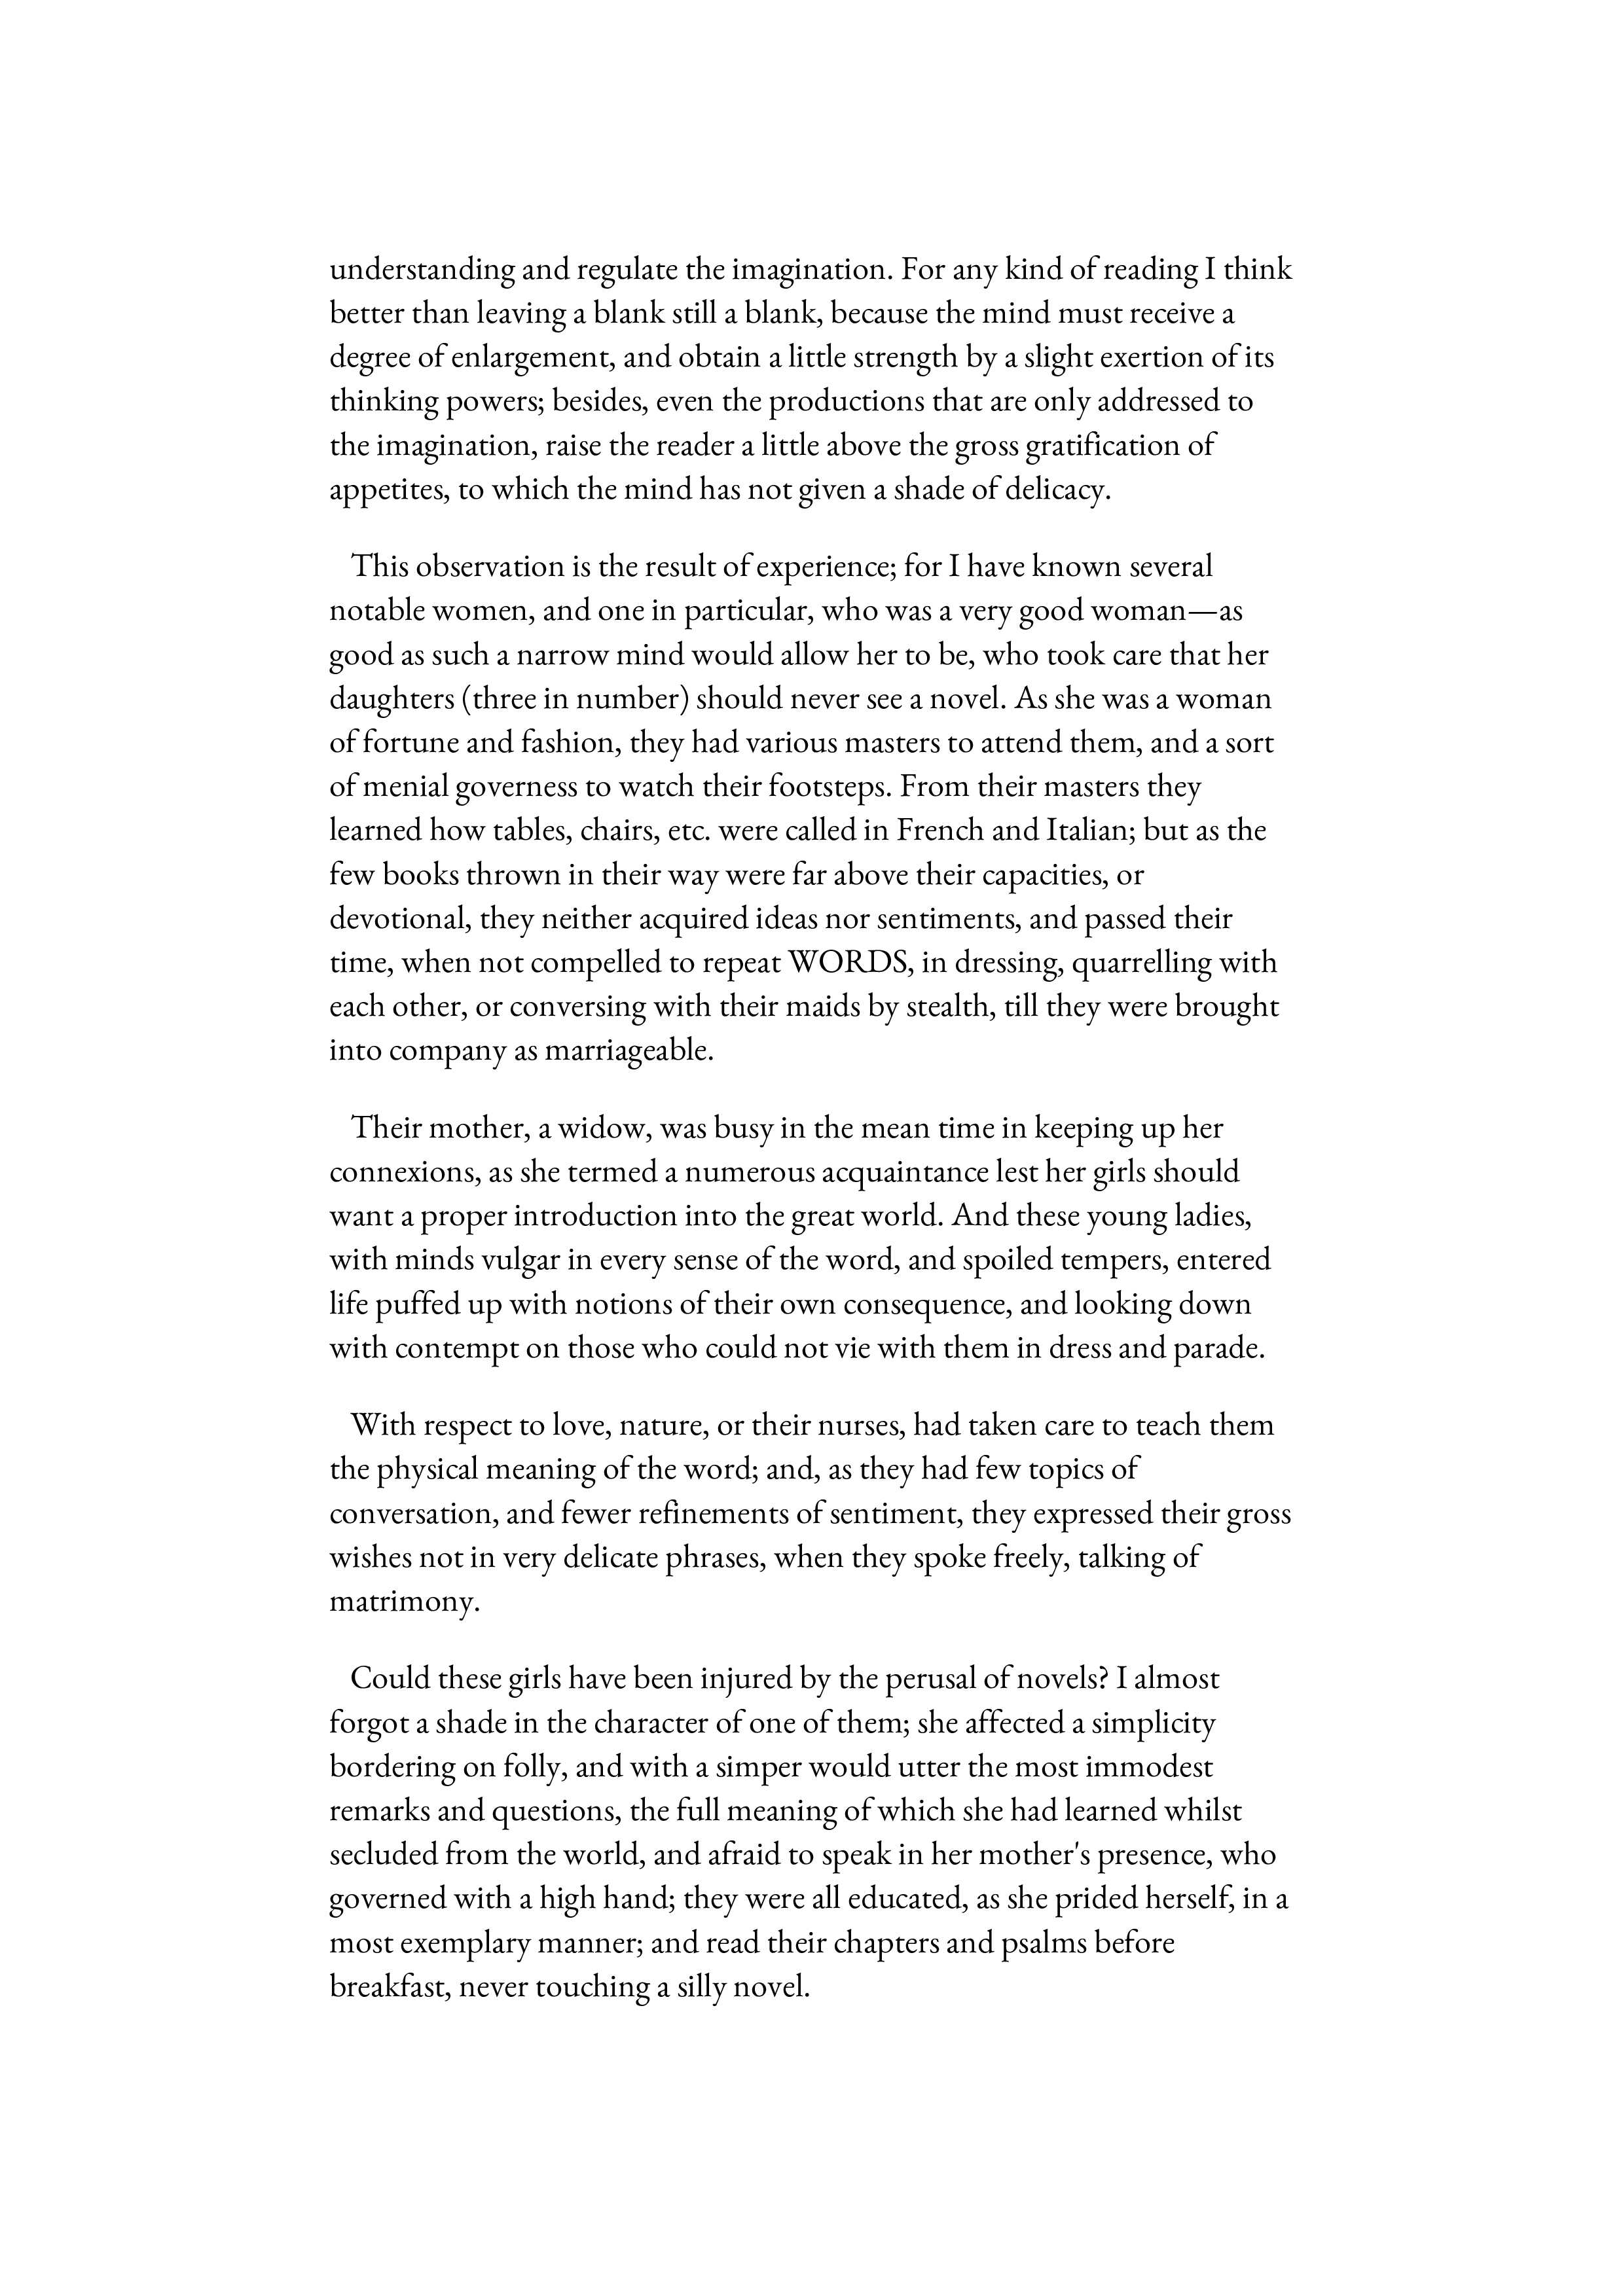 understanding and regulate the imagination. For any kind of reading I think
better than leaving a blank still a blank, because the mind must receive a
degree of enlargement, and obtain a little strength by a slight exertion of its
thinking powers; besides, even the productions that are only addressed to
the imagination, raise the reader a little above the gross gratification of
appetites, to which the mind has not given a shade of delicacy.
This observation is the result of experience; for I have known several
notable women, and one in particular, who was a very good woman—as
good as such a narrow mind would allow her to be, who took care that her
daughters (three in number) should never see a novel. As she was a woman
of fortune and fashion, they had various masters to attend them, and a sort
of menial governess to watch their footsteps. From their masters they
learned how tables, chairs, etc. were called in French and Italian; but as the
few books thrown in their way were far above their capacities, or
devotional, they neither acquired ideas nor sentiments, and passed their
time, when not compelled to repeat WORDS, in dressing, quarrelling with
each other, or conversing with their maids by stealth, till they were brought
into company as marriageable.
Their mother, a widow, was busy in the mean time in keeping up her
connexions, as she termed a numerous acquaintance lest her girls should
want a proper introduction into the great world. And these young ladies,
with minds vulgar in every sense of the word, and spoiled tempers, entered
life puffed up with notions of their own consequence, and looking down
with contempt on those who could not vie with them in dress and parade.
With respect to love, nature, or their nurses, had taken care to teach them
the physical meaning of the word; and, as they had few topics of
conversation, and fewer refinements of sentiment, they expressed their gross
wishes not in very delicate phrases, when they spoke freely, talking of
matrimony.
Could these girls have been injured by the perusal of novels? I almost
forgot a shade in the character of one of them; she affected a simplicity
bordering on folly, and with a simper would utter the most immodest
remarks and questions, the full meaning of which she had learned whilst
secluded from the world, and afraid to speak in her mother's presence, who
governed with a high hand; they were all educated, as she prided herself, in a
most exemplary manner; and read their chapters and psalms before
breakfast, never touching a silly novel.